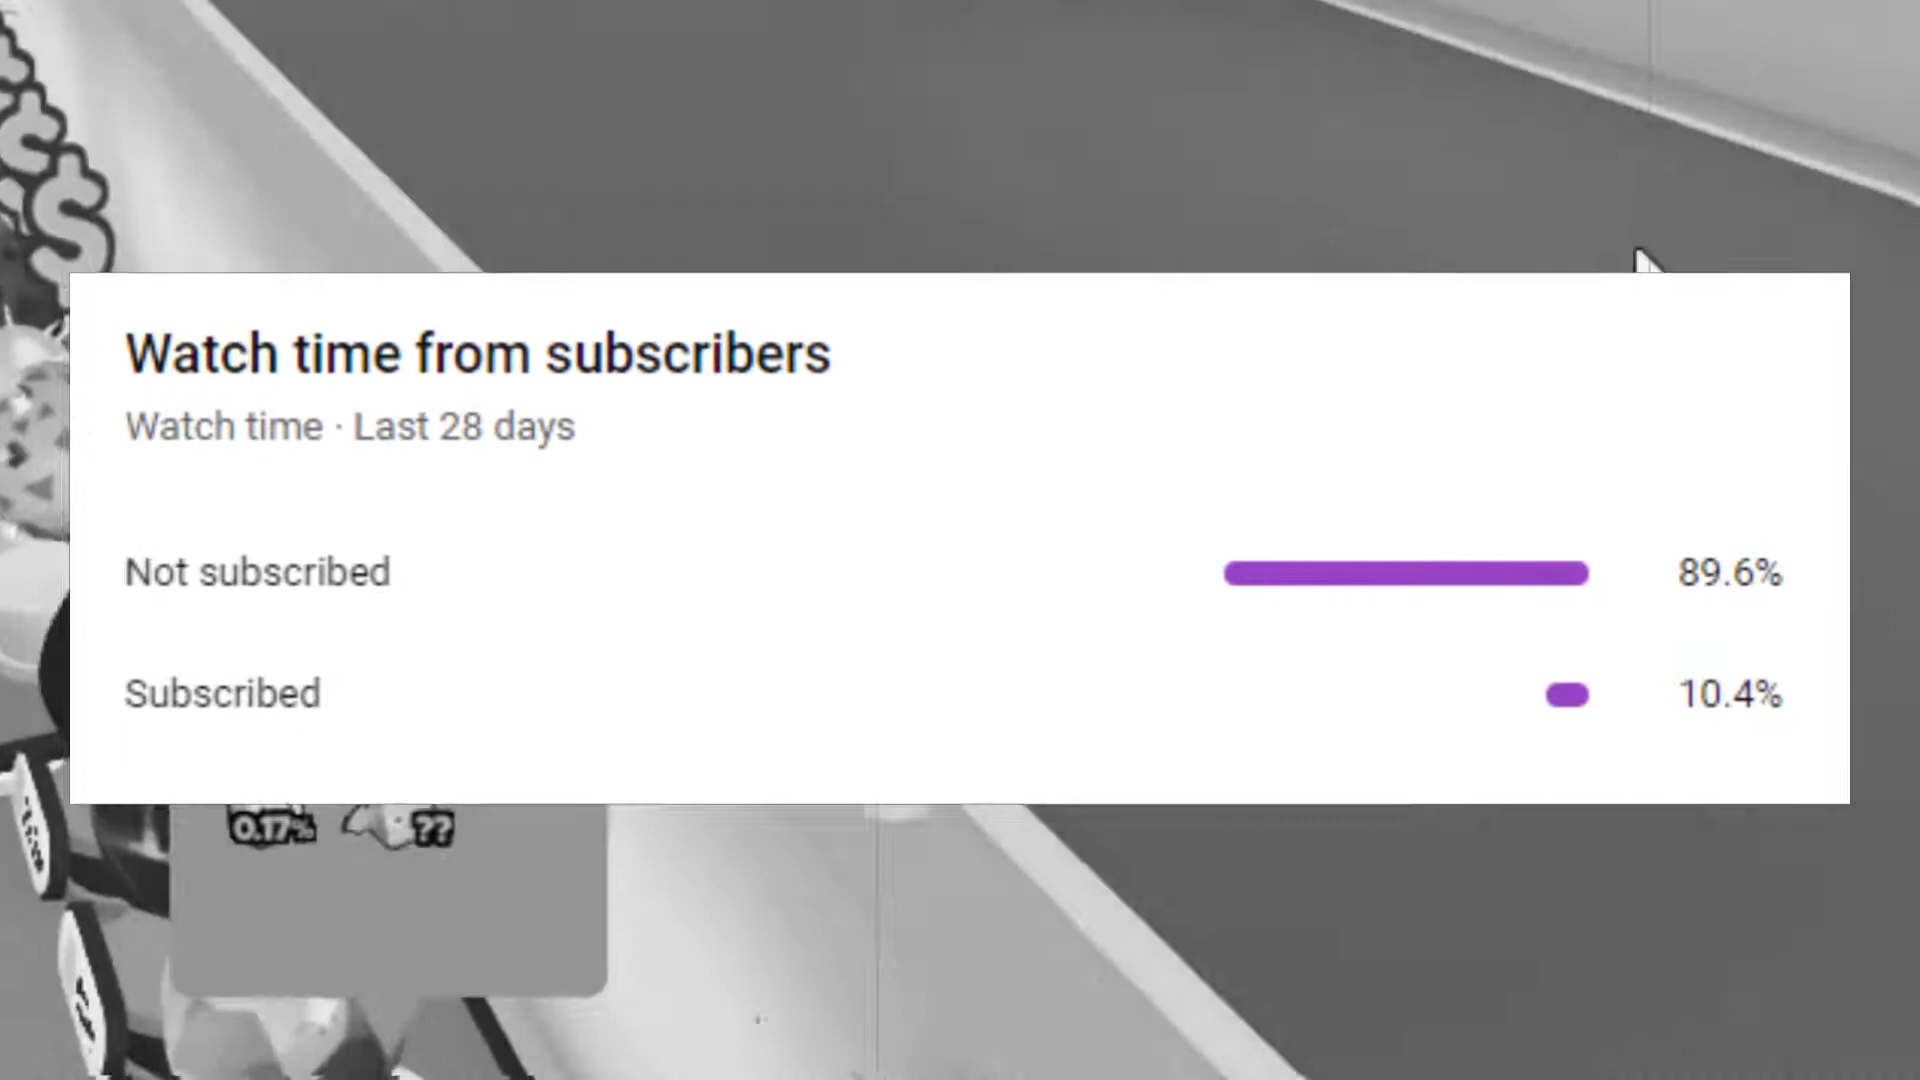 Watch time from subscribers
Watch time · Last 28 days
Not subscribed 89.6%
Subscribed 10.4%
0.17% ??